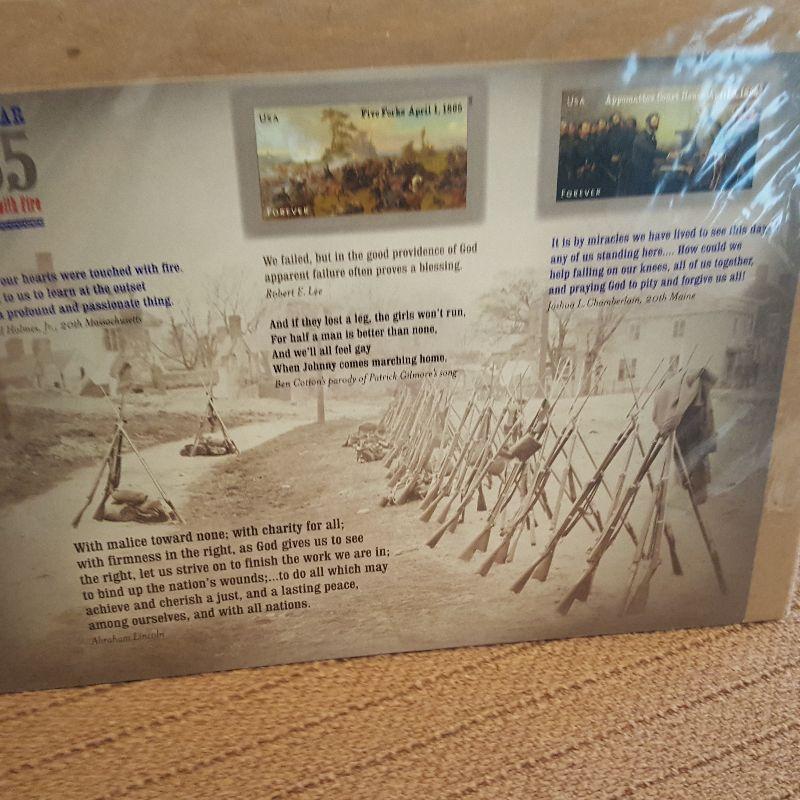 AR
65
with Fire
our hearts were touched with fire.
to us to learn at the outset
a profound and passionate thing.
Holmes, Jr., 20th Massachusetts
USA
Five Forks April 1, 1865
FOREVER
We failed, but in the good providence of God
apparent failure often proves a blessing.
Robert E. Lee
And if they lost a leg, the girls won't run,
For half a man is better than none,
And we'll all feel gay
When Johnny comes marching home,
Ben Cotton's parody of Patrick Gilmore's song
USA
Appomattox Court House April 9, 1865
FOREVER
It is by miracles we have lived to see this day,
any of us standing here.... How could we
help falling on our knees, all of us together,
and praying God to pity and forgive us all!
Joshua L. Chamberlain, 20th Maine
With malice toward none; with charity for all;
with firmness in the right, as God gives us to see
the right, let us strive on to finish the work we are in;
to bind up the nation's wounds;...to do all which may
achieve and cherish a just, and a lasting peace,
among ourselves, and with all nations.
Abraham Lincoln